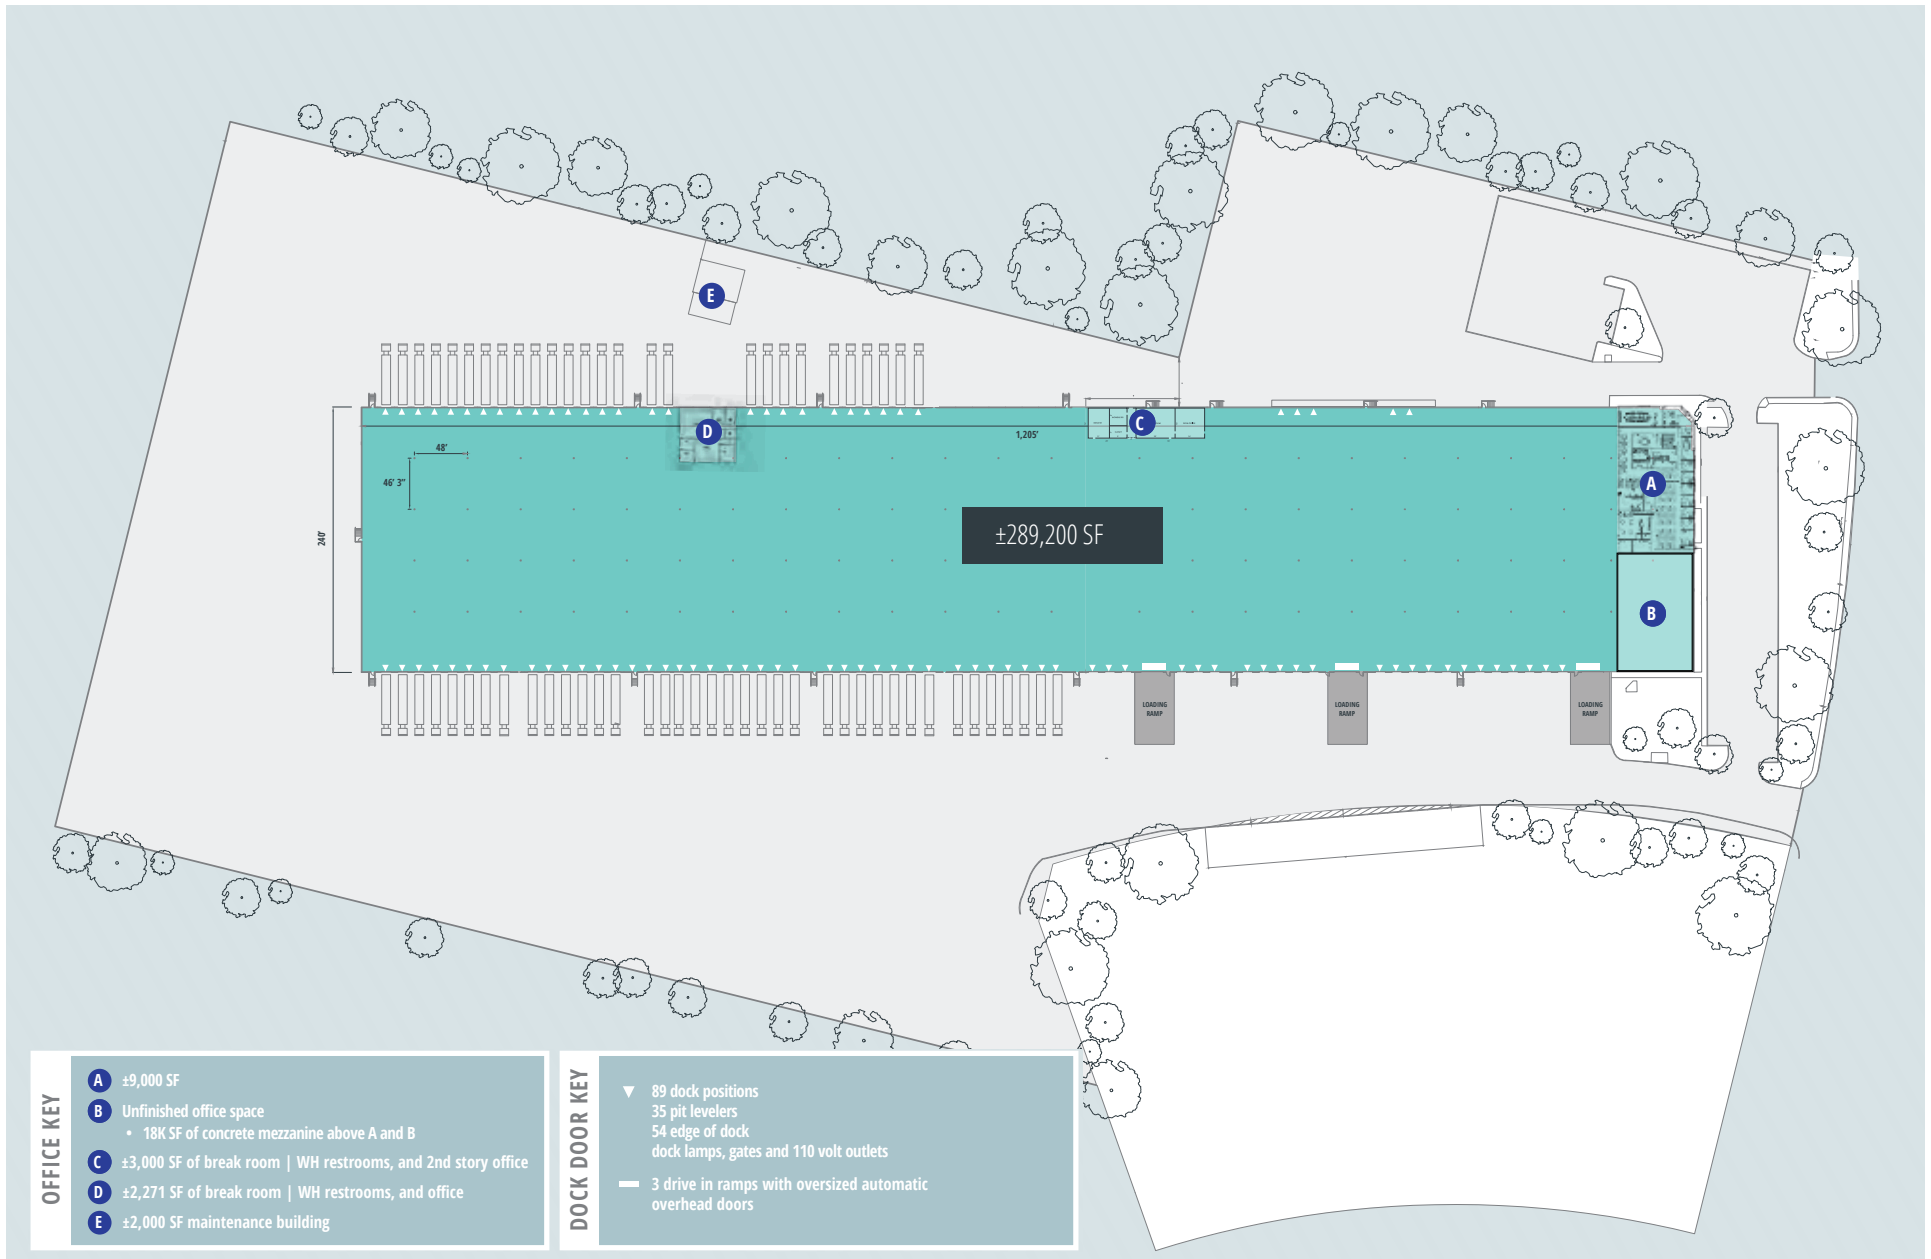 E
D
C
1,205'
48'
46' 3"
240'
±289,200 SF
A
B
LOADING
RAMP
LOADING
RAMP
LOADING
RAMP
OFFICE KEY
A ±9,000 SF
B Unfinished office space
• 18K SF of concrete mezzanine above A and B
C ±3,000 SF of break room | WH restrooms, and 2nd story office
D ±2,271 SF of break room | WH restrooms, and office
E ±2,000 SF maintenance building
DOCK DOOR KEY
89 dock positions
35 pit levelers
54 edge of dock
dock lamps, gates and 110 volt outlets
3 drive in ramps with oversized automatic
overhead doors